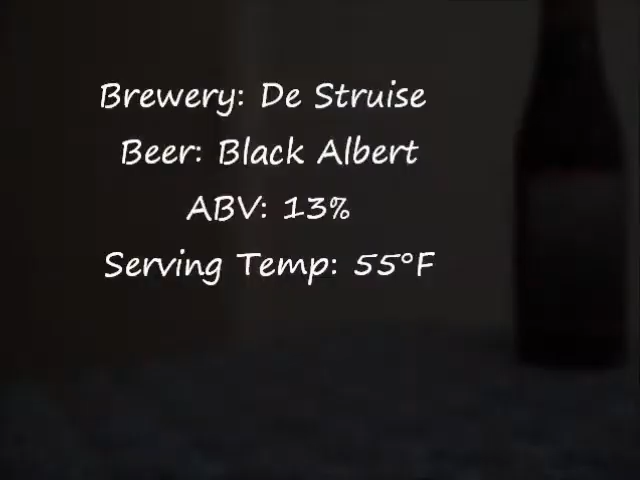 Brewery: De Struise
Beer: Black Albert
ABV: 13%
Serving Temp: 55°F